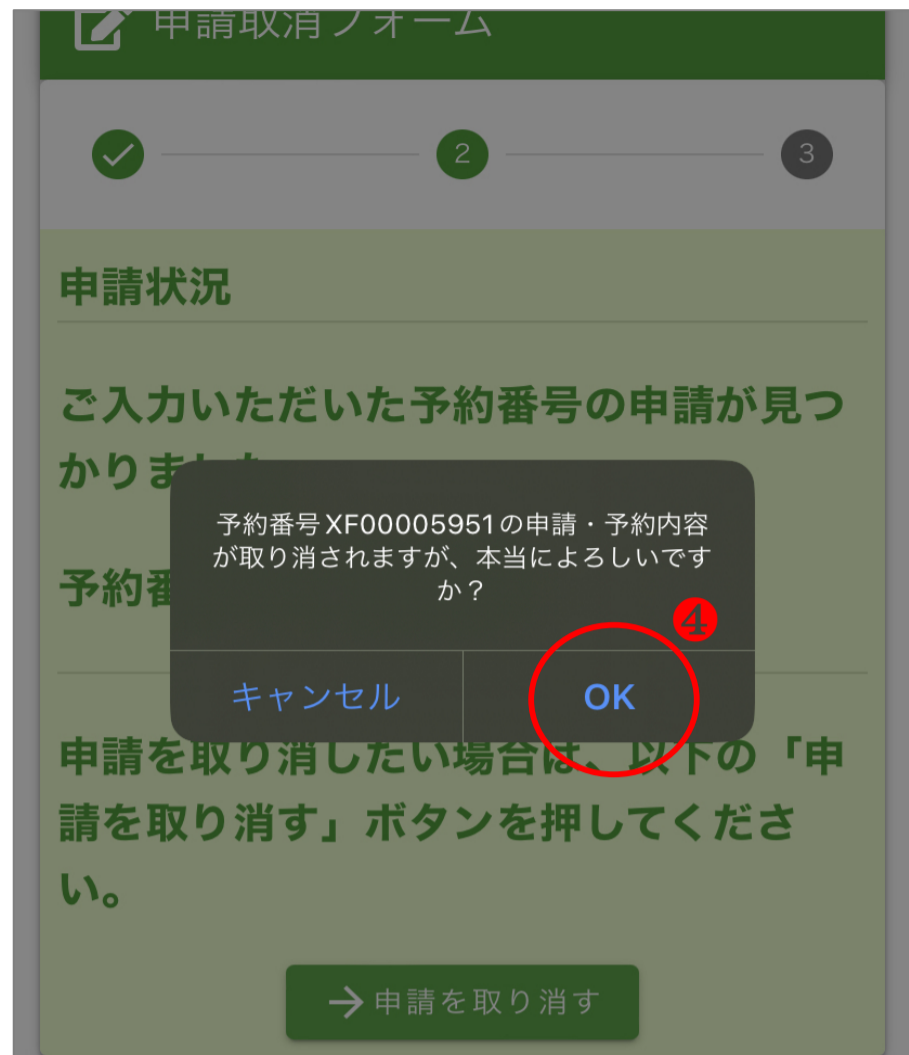 申請取消フォーム
2
3
申請状況
ご入力いただいた予約番号の申請が見つ
かりました
予約番
予約番号XF00005951の申請・予約内容
が取り消されますが、本当によろしいです
か?
4
キャンセル
OK
申請を取り消したい場合は、以下の「申
請を取り消す」ボタンを押してくださ
い。
→申請を取り消す